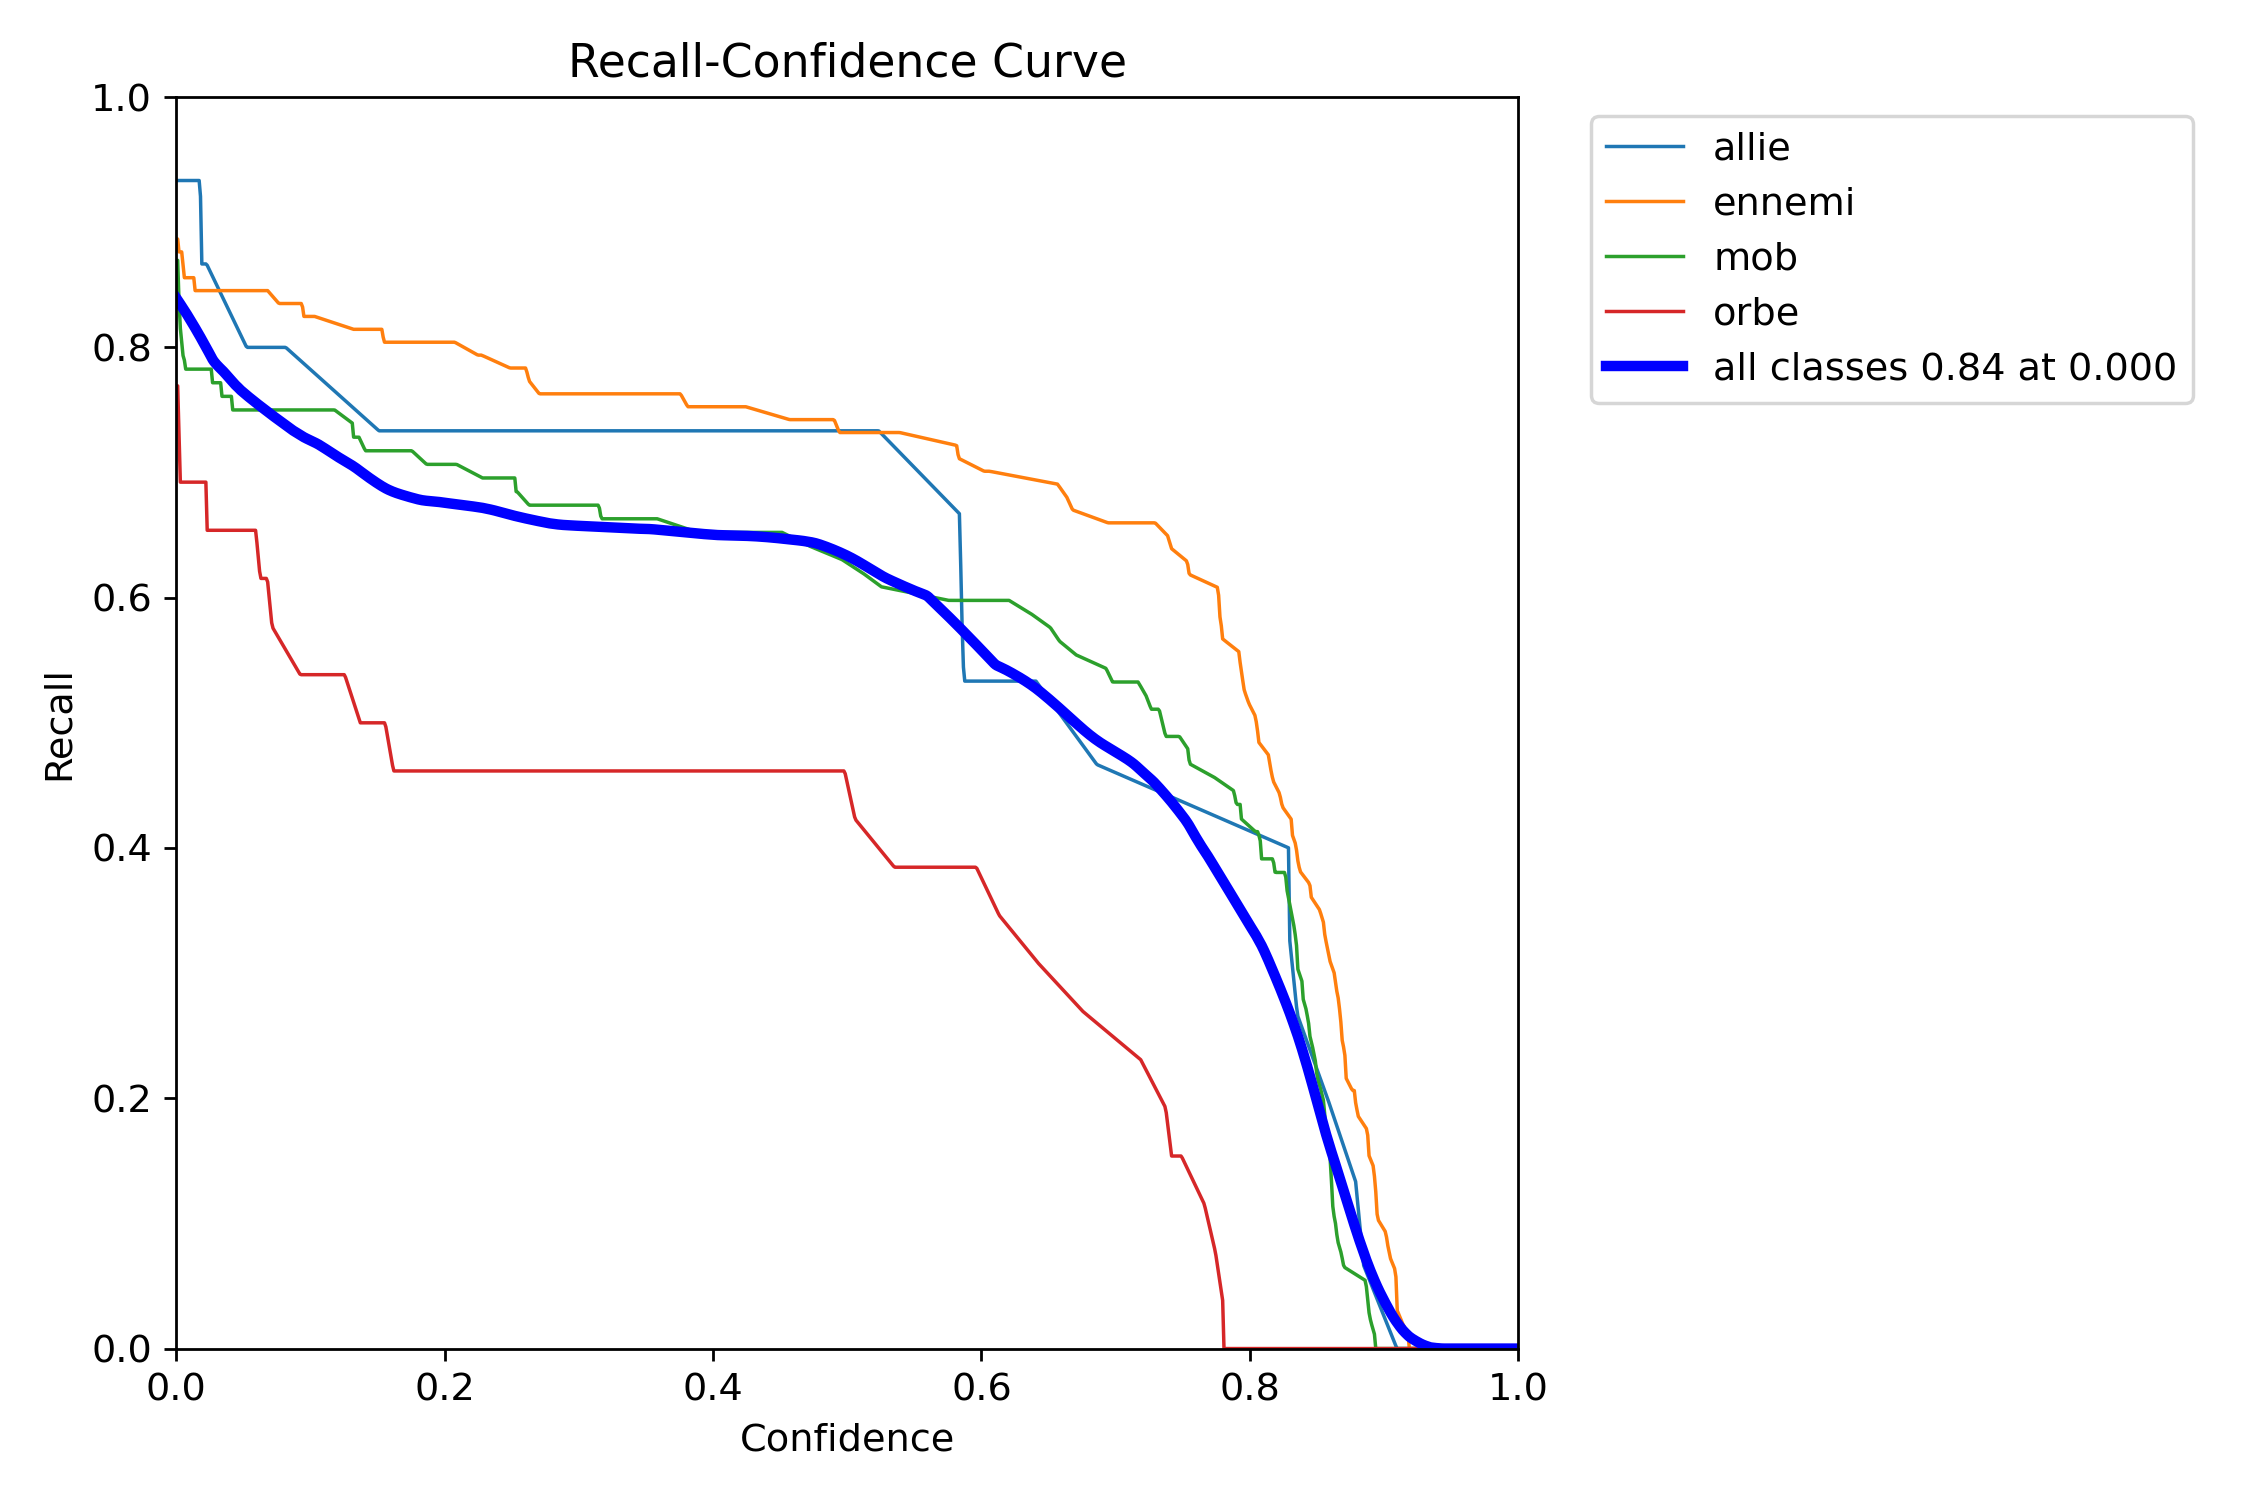 Recall-Confidence Curve
1.0
0.8
0.6
0.4
0.2
0.0
Recall
0.0 0.2 0.4 0.6 0.8 1.0
Confidence
allie
ennemi
mob
orbe
all classes 0.84 at 0.000